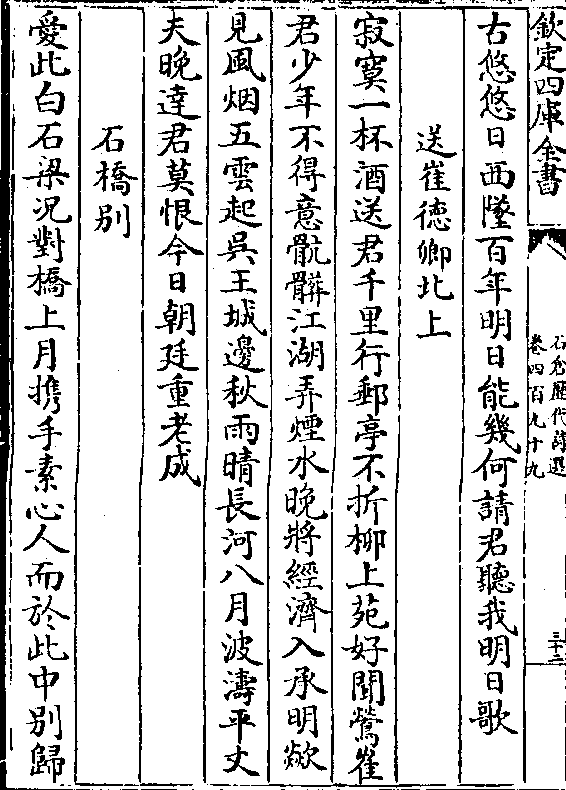 欽定四庫全書
石倉歷代詩選
卷四百九十九
三十二
古悠悠日西墜百年明日能幾何請君聽我明日歌
送崔德卿北上
寂寞一杯酒送君千里行郵亭不折柳上苑好聞鶯崔
君少年不得意骯髒江湖弄煙水晚將經濟入承明歘
見風烟五雲起吳王城邊秋雨晴長河八月波濤平丈
夫晚達君莫恨今日朝廷重老成
石橋別
愛此白石梁况對橋上月携手素心人而於此中別歸